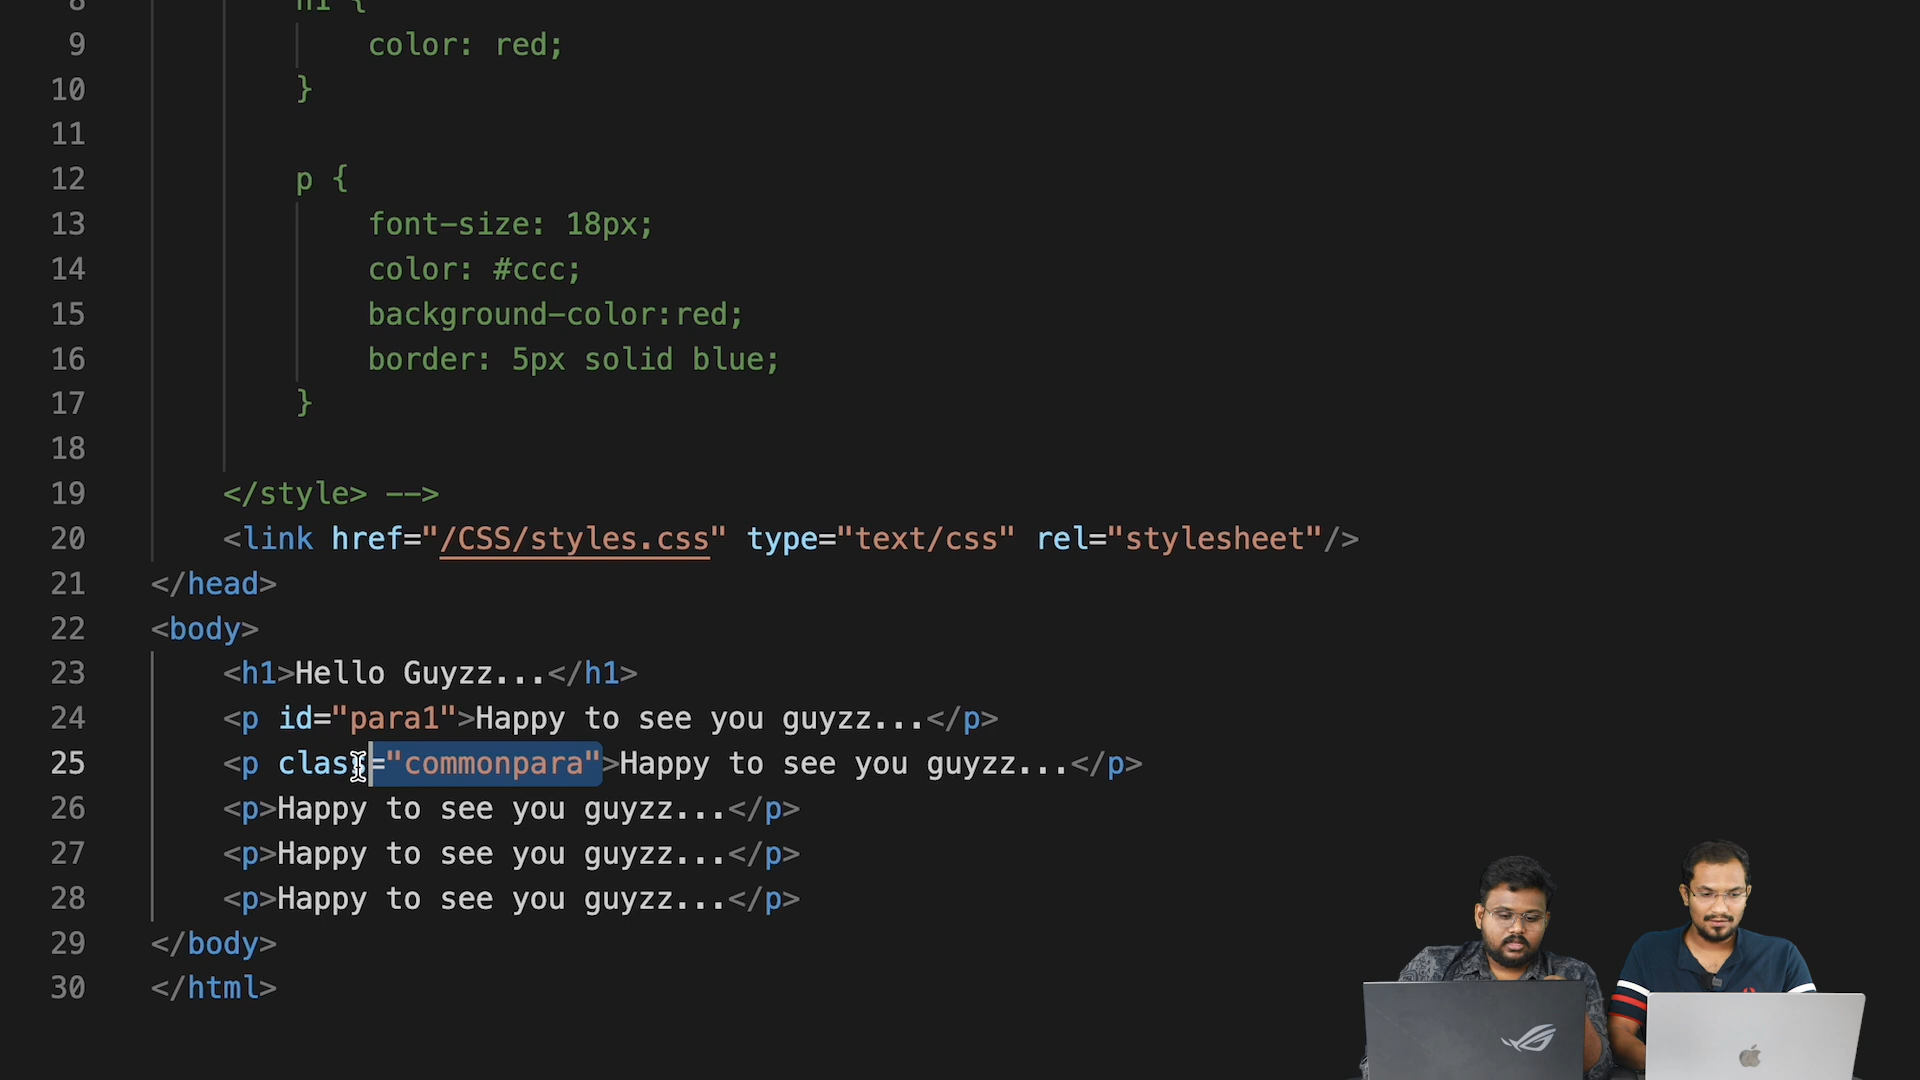 8 h1 {
9 color: red;
10 }
11
12 p {
13 font-size: 18px;
14 color: #ccc;
15 background-color:red;
16 border: 5px solid blue;
17 }
18
19 </style> -->
20 <link href="/CSS/styles.css" type="text/css" rel="stylesheet"/>
21 </head>
22 <body>
23 <h1>Hello Guyzz...</h1>
24 <p id="para1">Happy to see you guyzz...</p>
25 <p class="commonpara">Happy to see you guyzz...</p>
26 <p>Happy to see you guyzz...</p>
27 <p>Happy to see you guyzz...</p>
28 <p>Happy to see you guyzz...</p>
29 </body>
30 </html>